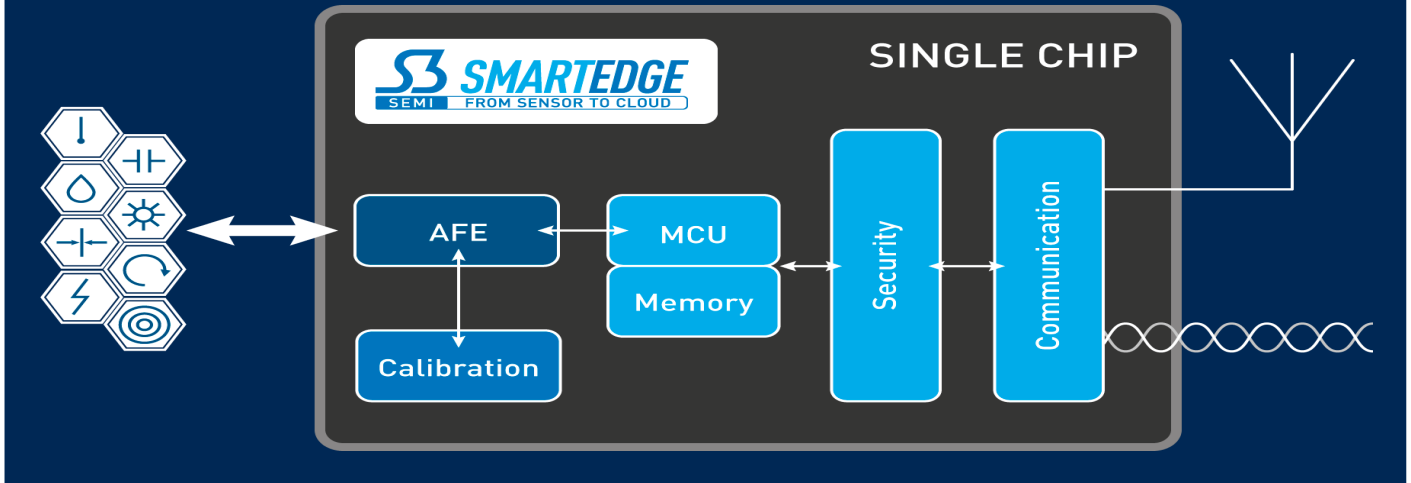 S3 SMARTEDGE
SEMI FROM SENSOR TO CLOUD
SINGLE CHIP
AFE
MCU
Memory
Calibration
Security
Communication